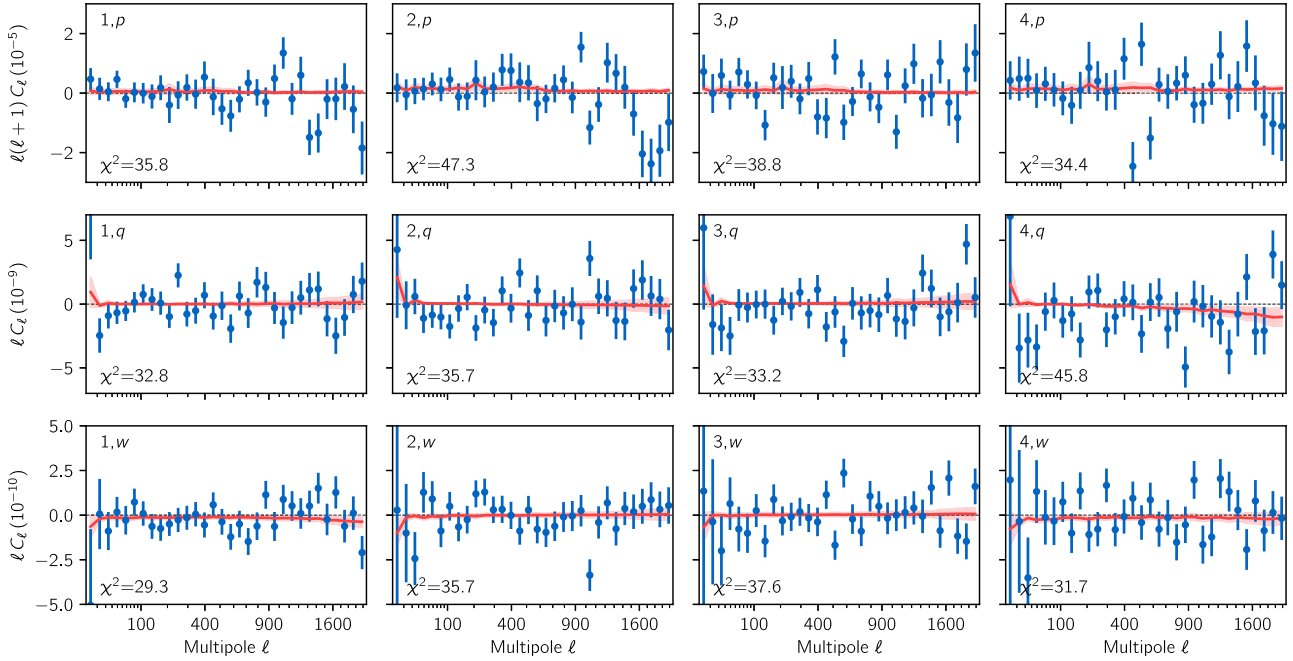 ℓ(ℓ + 1) Cℓ (10⁻⁵)
2
0
−2
1,p
χ²=35.8
2,p
χ²=47.3
3,p
χ²=38.8
4,p
χ²=34.4
ℓ Cℓ (10⁻⁹)
5
0
−5
1,q
χ²=32.8
2,q
χ²=35.7
3,q
χ²=33.2
4,q
χ²=45.8
ℓ Cℓ (10⁻¹⁰)
5.0
2.5
0.0
−2.5
−5.0
1,w
χ²=29.3
2,w
χ²=35.7
3,w
χ²=37.6
4,w
χ²=31.7
100 400 900 1600
100 400 900 1600
100 400 900 1600
100 400 900 1600
Multipole ℓ
Multipole ℓ
Multipole ℓ
Multipole ℓ